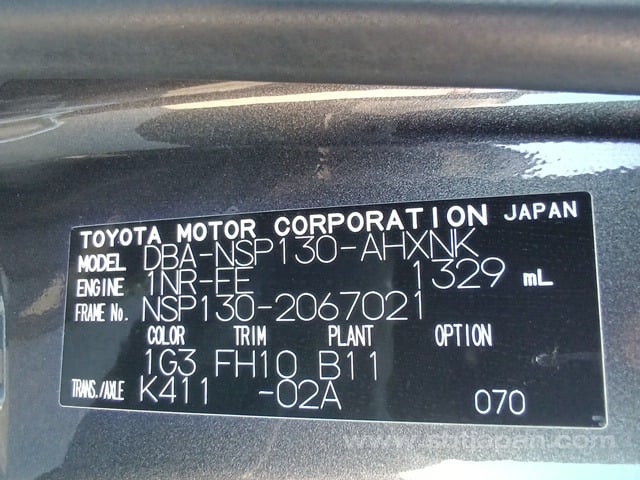 TOYOTA MOTOR CORPORATION JAPAN
MODEL DBA-NSP130-AHXNK
ENGINE 1NR-FE 1329 mL
FRAME No. NSP130-2067021
COLOR TRIM PLANT OPTION
1G3 FH10 B11
TRANS./AXLE K411 -02A 070
www.sbtjapan.com